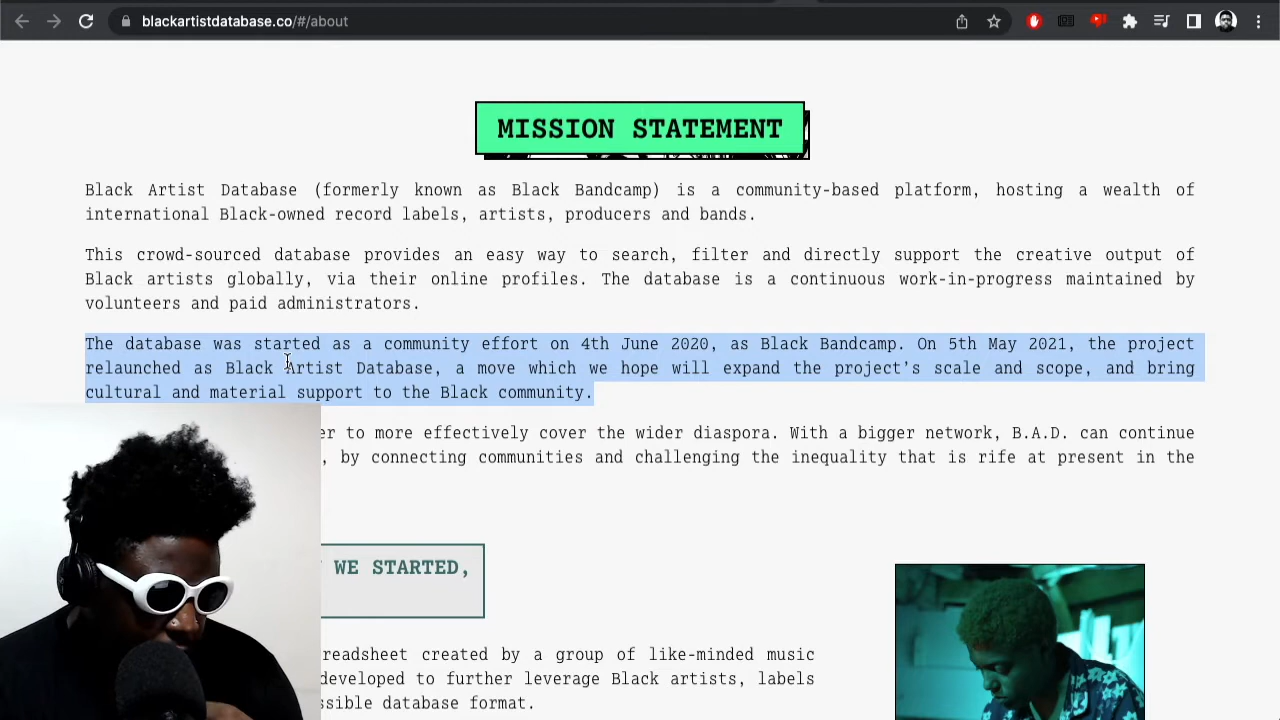 blackartistdatabase.co/#/about
MISSION STATEMENT
Black Artist Database (formerly known as Black Bandcamp) is a community-based platform, hosting a wealth of
international Black-owned record labels, artists, producers and bands.
This crowd-sourced database provides an easy way to search, filter and directly support the creative output of
Black artists globally, via their online profiles. The database is a continuous work-in-progress maintained by
volunteers and paid administrators.
The database was started as a community effort on 4th June 2020, as Black Bandcamp. On 5th May 2021, the project
relaunched as Black Artist Database, a move which we hope will expand the project’s scale and scope, and bring
cultural and material support to the Black community.
to more effectively cover the wider diaspora. With a bigger network, B.A.D. can continue
, by connecting communities and challenging the inequality that is rife at present in the
WE STARTED,
created by a group of like-minded music
developed to further leverage Black artists, labels
database format.